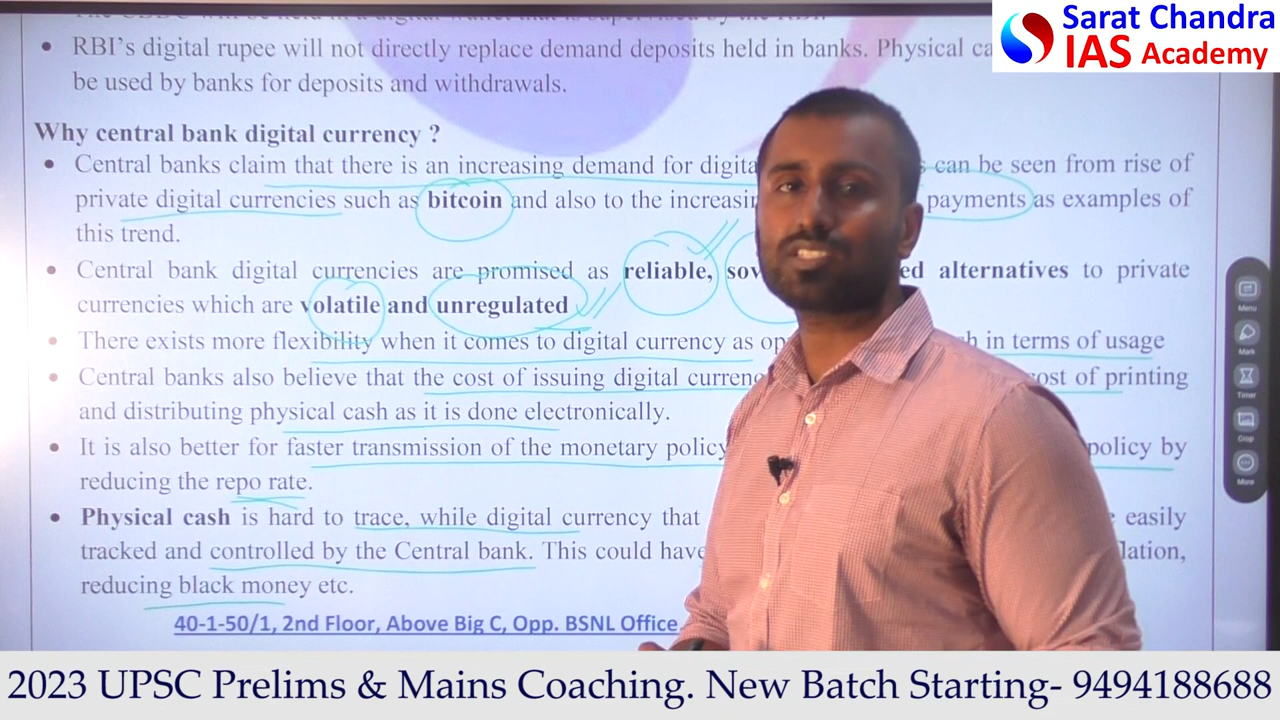 Sarat Chandra
IAS Academy
RBI's digital rupee will not directly replace demand deposits held in banks. Physical
be used by banks for deposits and withdrawals.
Why central bank digital currency ?
Central banks claim that there is an increasing demand for can be seen from rise of
private digital currencies such as bitcoin and also to the payments as examples of
this trend.
Central bank digital currencies are promised as reliable, alternatives to private
currencies which are volatile and unregulated
There exists more flexibility when it comes to digital currency as in terms of usage
Central banks also believe that the cost of issuing digital cost of printing
and distributing physical cash as it is done electronically.
It is also better for faster transmission of the monetary policy policy by
reducing the repo rate.
Physical cash is hard to trace, while digital currency that easily
tracked and controlled by the Central bank. This could have
reducing black money etc.
40-1-50/1, 2nd Floor, Above Big C, Opp. BSNL Office
Menu
Mark
Timer
Crop
More
2023 UPSC Prelims & Mains Coaching. New Batch Starting- 9494188688